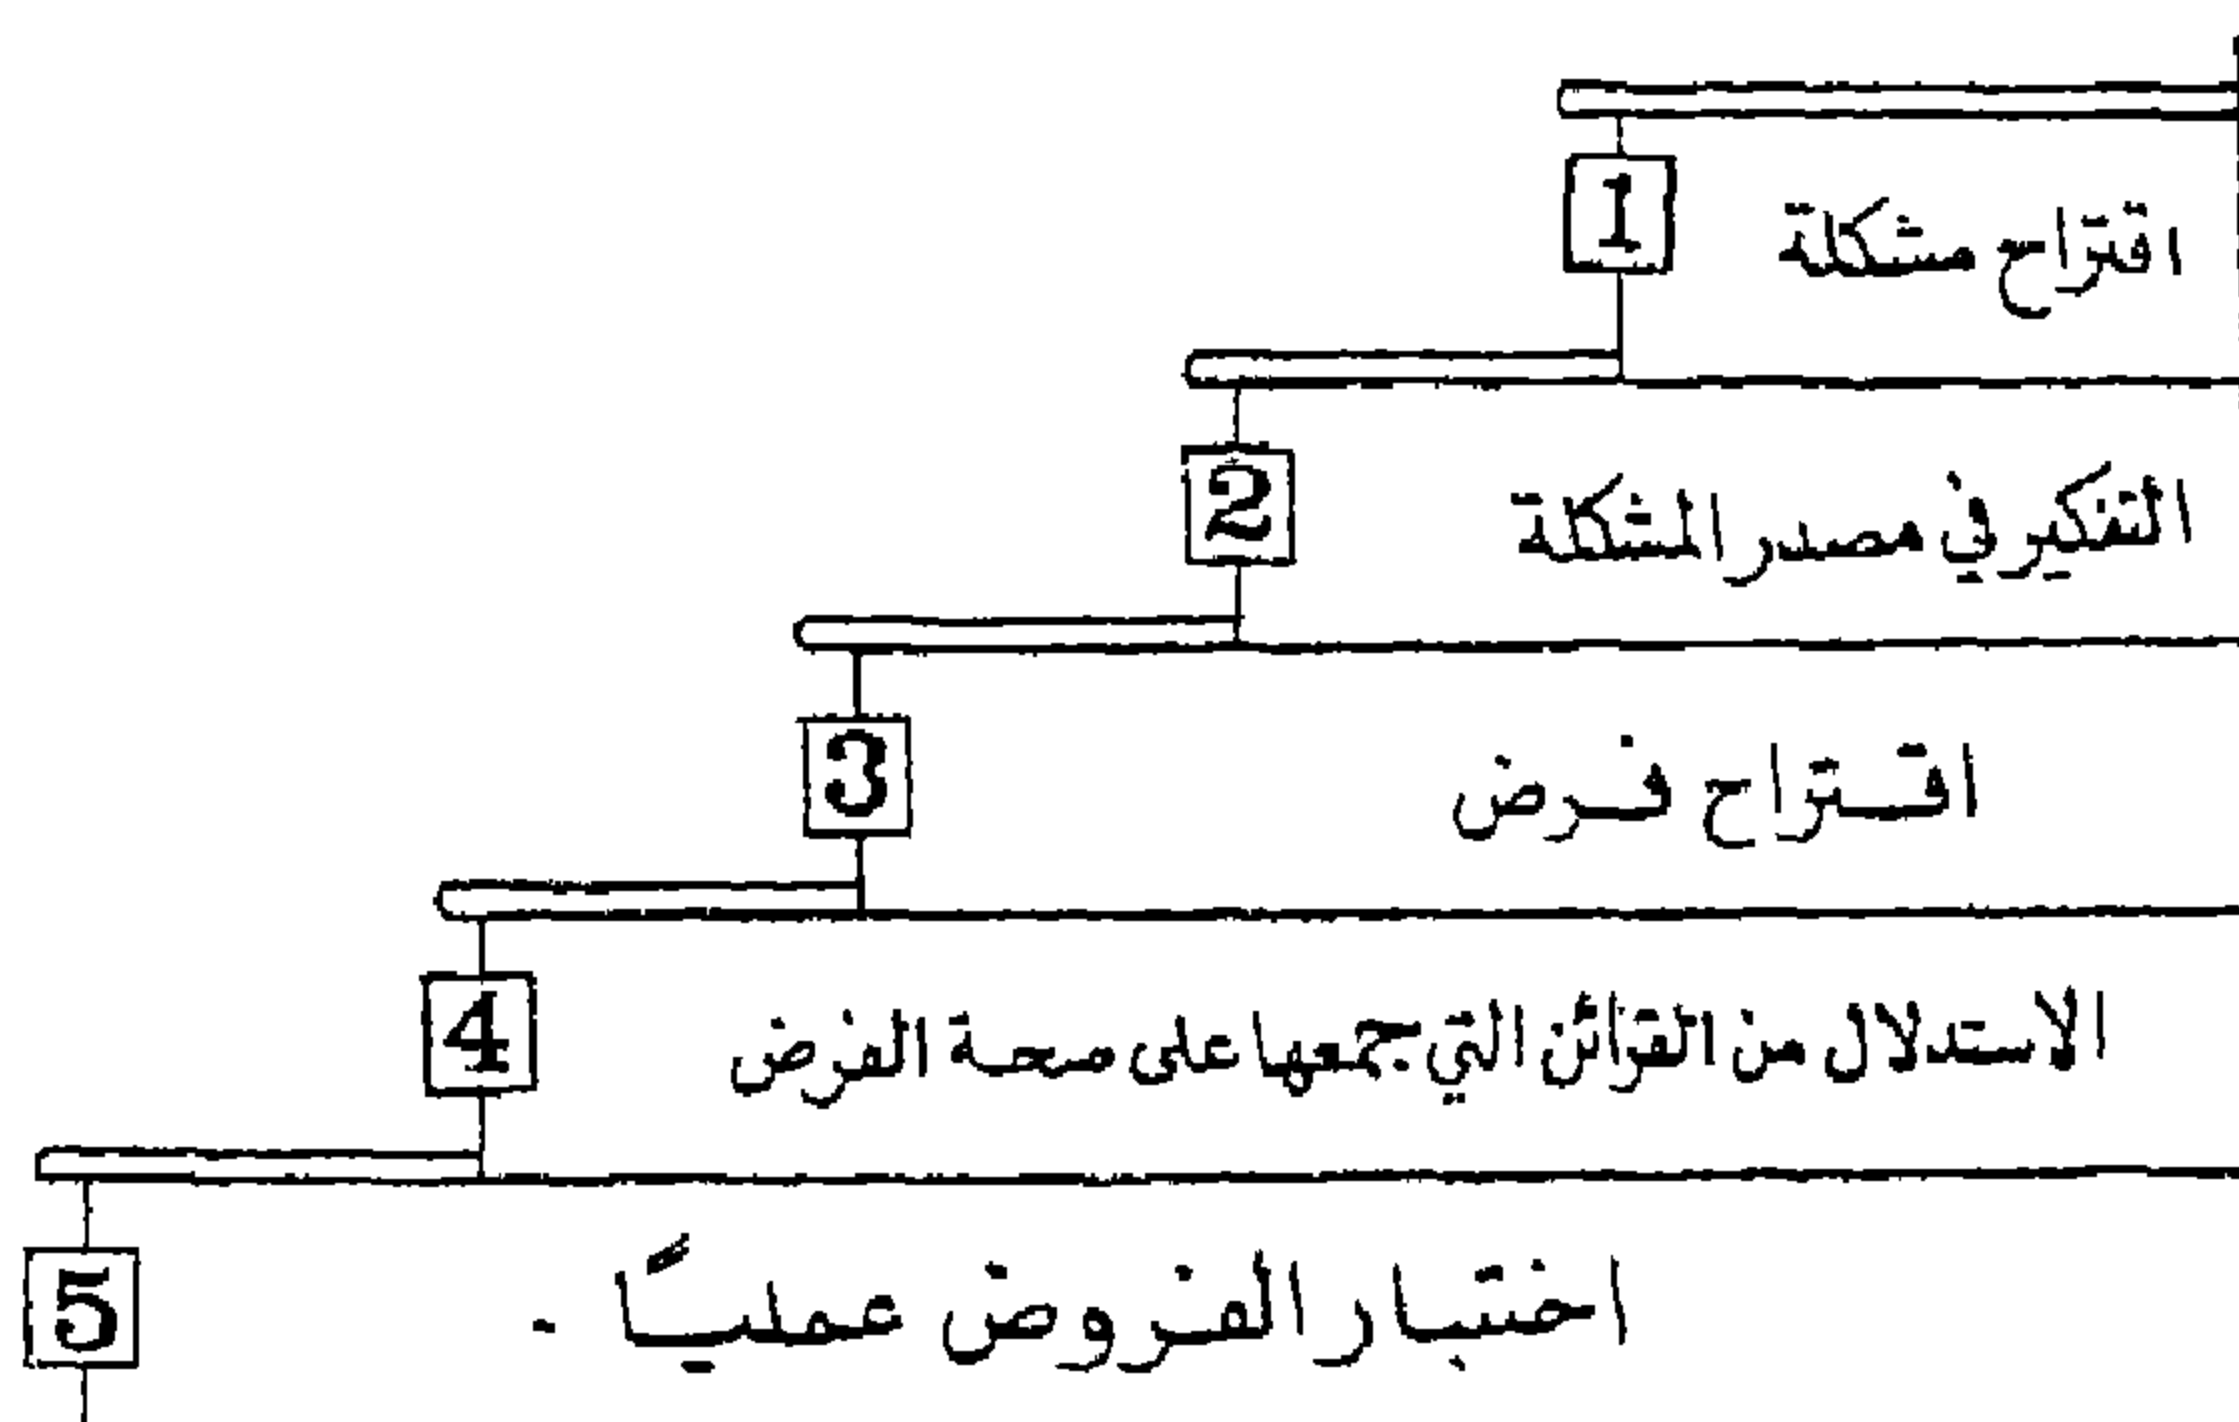 1 اقتراح مشكلة
2 التفكير في مصدر المشكلة
3 اقتراح فرض
4 الاستدلال من القرائن التي جمعها على صحة الفرض
5 اختبار الفروض عمليًا .